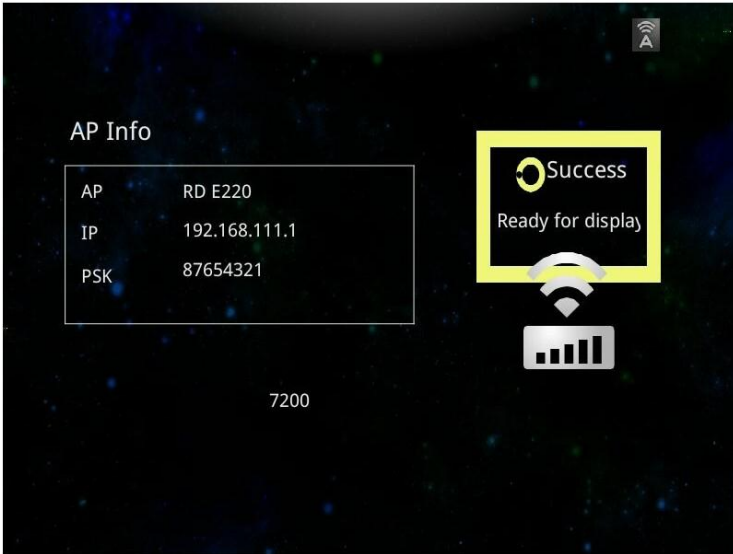 A
AP Info
AP RD E220
IP 192.168.111.1
PSK 87654321
Success
Ready for display
7200